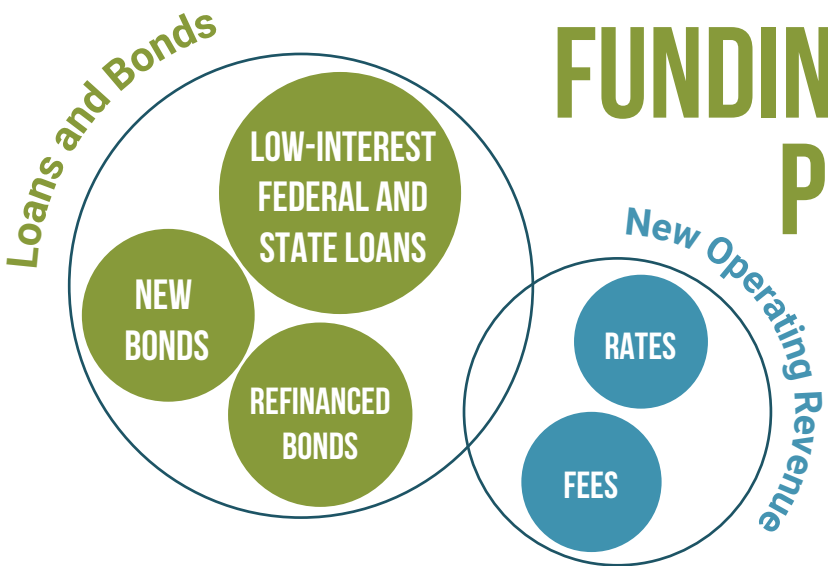 FUNDIN
P
Loans and Bonds
LOW-INTEREST
FEDERAL AND
STATE LOANS
NEW
BONDS
REFINANCED
BONDS
New Operating Revenue
RATES
FEES